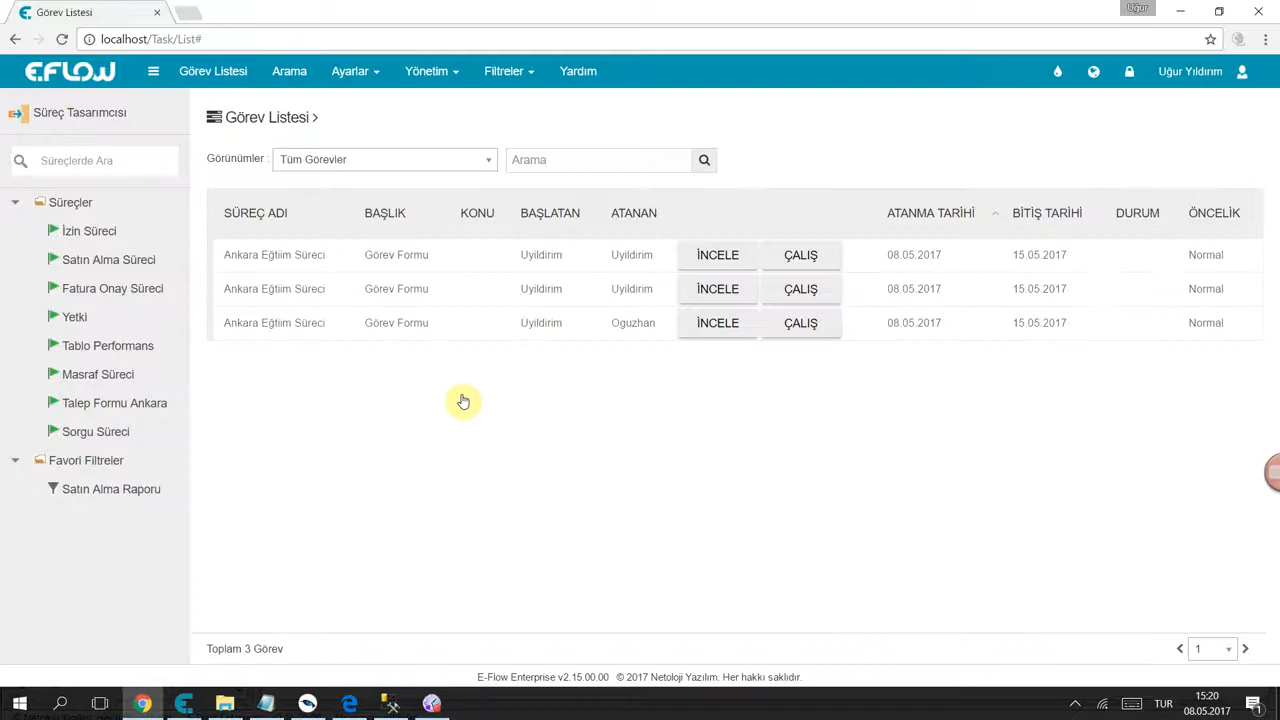 Görev Listesi
Uğur
localhost/Task/List#
E-FLOW Görev Listesi Arama Ayarlar Yönetim Filtreler Yardım Uğur Yıldırım
Süreç Tasarımcısı
Süreçlerde Ara
Süreçler
İzin Süreci
Satın Alma Süreci
Fatura Onay Süreci
Yetki
Tablo Performans
Masraf Süreci
Talep Formu Ankara
Sorgu Süreci
Favori Filtreler
Satın Alma Raporu
Görev Listesi >
Görünümler : Tüm Görevler Arama
SÜREÇ ADI BAŞLIK KONU BAŞLATAN ATANAN ATANMA TARİHİ BİTİŞ TARİHİ DURUM ÖNCELİK
Ankara Eğtiim Süreci Görev Formu Uyildirim Uyildirim İNCELE ÇALIŞ 08.05.2017 15.05.2017 Normal
Ankara Eğtiim Süreci Görev Formu Uyildirim Uyildirim İNCELE ÇALIŞ 08.05.2017 15.05.2017 Normal
Ankara Eğtiim Süreci Görev Formu Uyildirim Oguzhan İNCELE ÇALIŞ 08.05.2017 15.05.2017 Normal
Toplam 3 Görev 1
E-Flow Enterprise v2.15.00.00 © 2017 Netoloji Yazılım. Her hakkı saklıdır.
TUR 15:20
08.05.2017 1